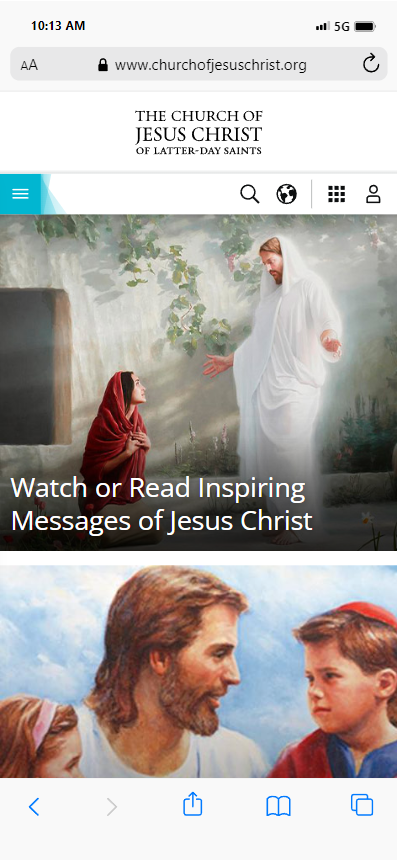 10:13 AM
5G
AA
www.churchofjesuschrist.org
THE CHURCH OF
JESUS CHRIST
OF LATTER-DAY SAINTS
Watch or Read Inspiring
Messages of Jesus Christ